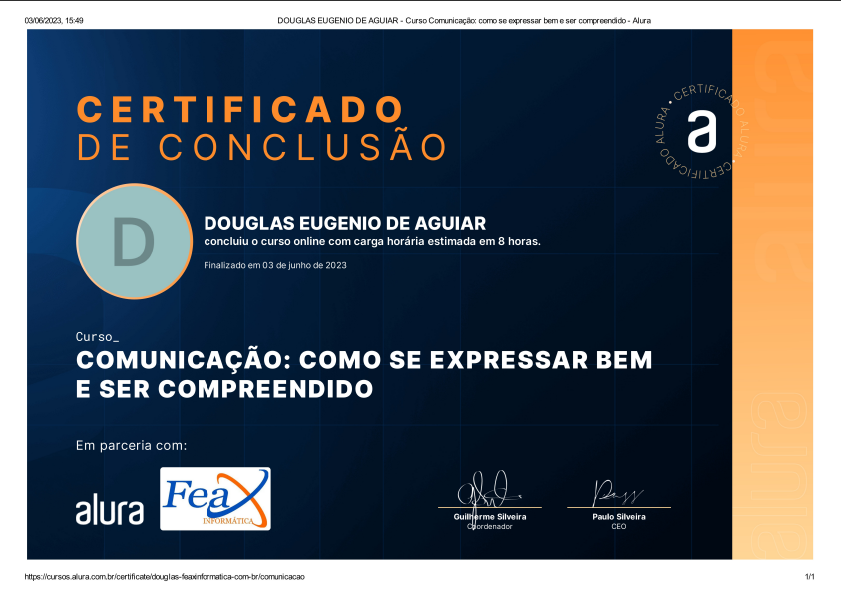 03/06/2023, 15:49
DOUGLAS EUGENIO DE AGUIAR - Curso Comunicação: como se expressar bem e ser compreendido - Alura
CERTIFICADO
DE CONCLUSÃO
• CERTIFICADO ALURA • CERTIFICADO ALURA
a
D
DOUGLAS EUGENIO DE AGUIAR
concluiu o curso online com carga horária estimada em 8 horas.
Finalizado em 03 de junho de 2023
Curso_
COMUNICAÇÃO: COMO SE EXPRESSAR BEM
E SER COMPREENDIDO
Em parceria com:
alura
FeaX
INFORMÁTICA
Guilherme Silveira
Coordenador
Paulo Silveira
CEO
alura
alura
https://cursos.alura.com.br/certificate/douglas-feaxinformatica-com-br/comunicacao
1/1